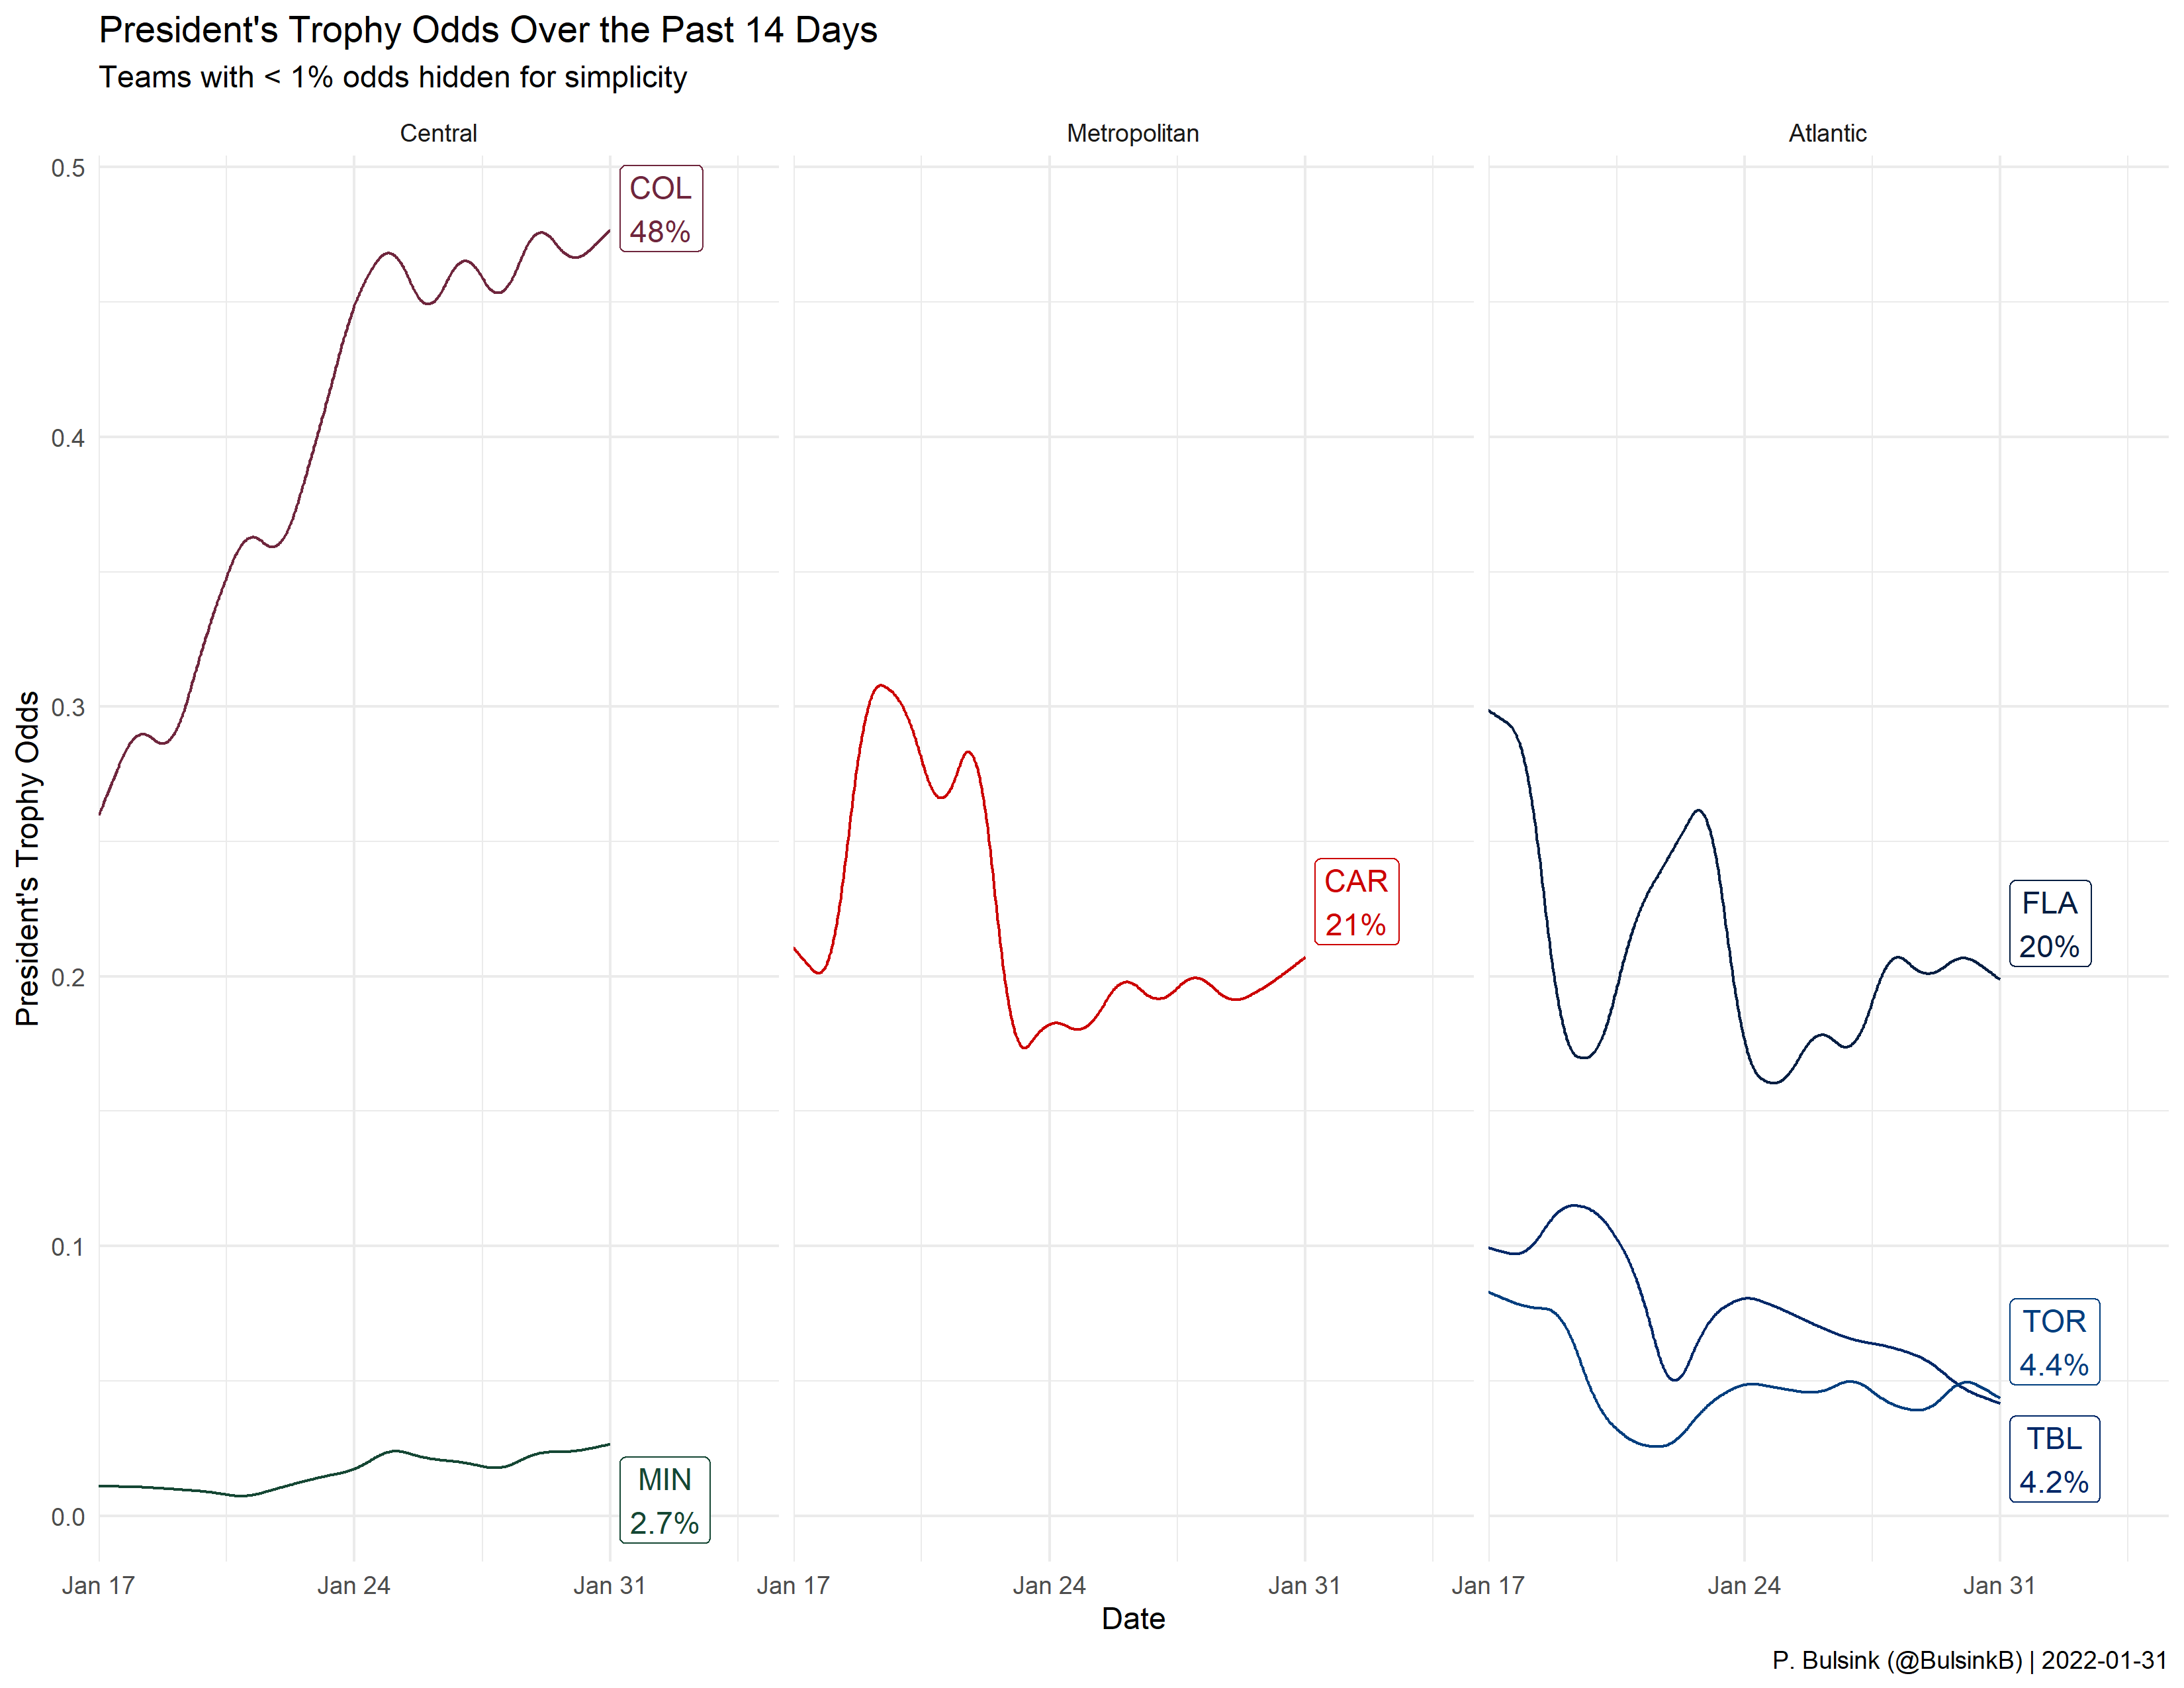 President's Trophy Odds Over the Past 14 Days
Teams with < 1% odds hidden for simplicity
Central
Metropolitan
Atlantic
President's Trophy Odds
0.5
0.4
0.3
0.2
0.1
0.0
COL
48%
MIN
2.7%
CAR
21%
FLA
20%
TOR
4.4%
TBL
4.2%
Jan 17
Jan 24
Jan 31
Jan 17
Jan 24
Jan 31
Jan 17
Jan 24
Jan 31
Date
P. Bulsink (@BulsinkB) | 2022-01-31